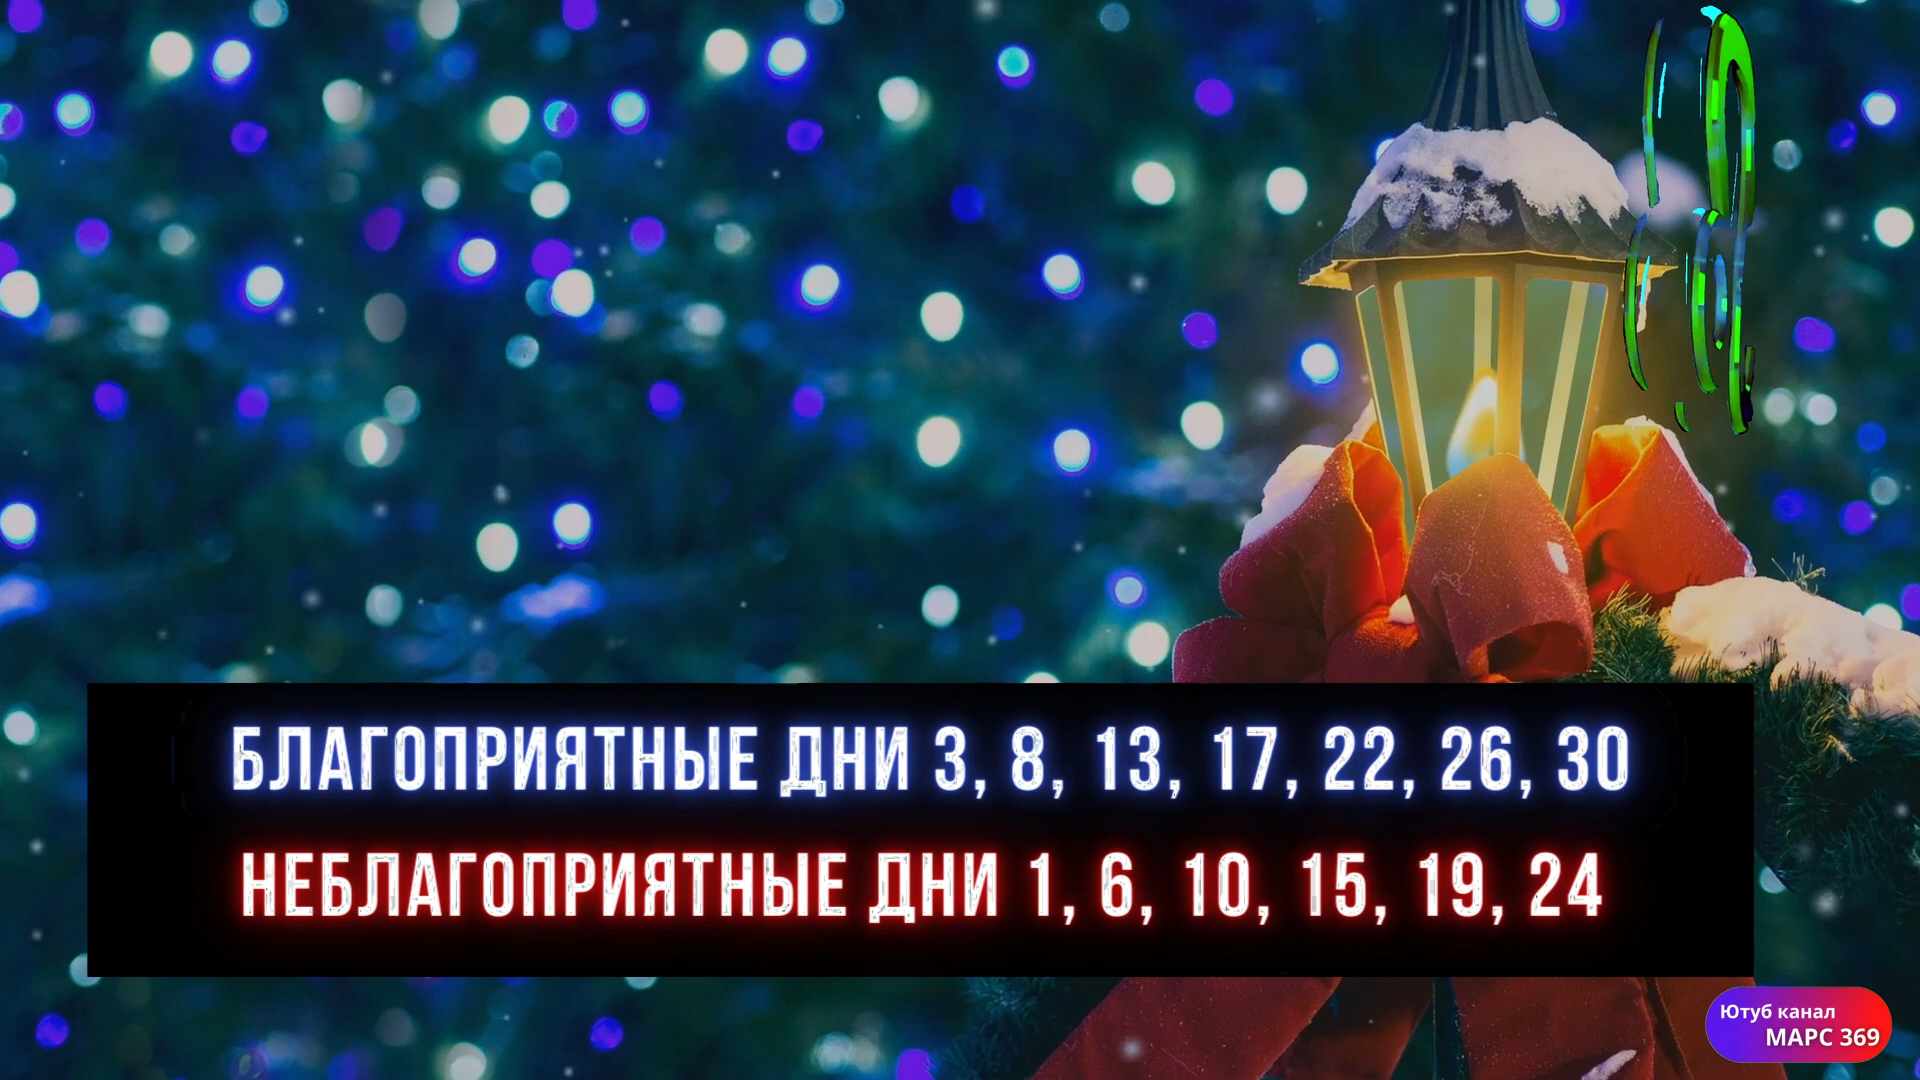 БЛАГОПРИЯТНЫЕ ДНИ 3, 8, 13, 17, 22, 26, 30
НЕБЛАГОПРИЯТНЫЕ ДНИ 1, 6, 10, 15, 19, 24
Ютуб канал
МАРС 369